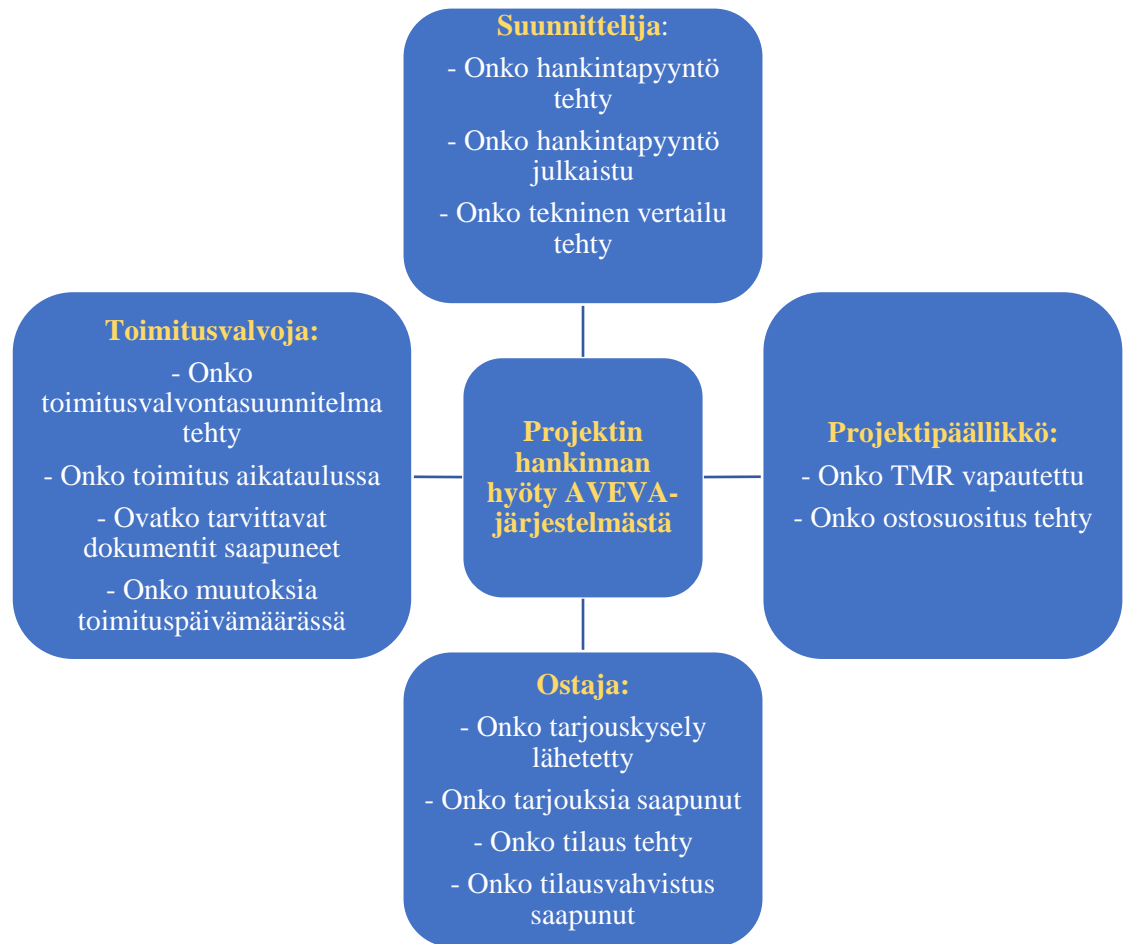 Suunnittelija:
- Onko hankintapyyntö
tehty
- Onko hankintapyyntö
julkaistu
- Onko tekninen vertailu
tehty
Toimitusvalvoja:
- Onko
toimitusvalvontasuunnitelma
tehty
- Onko toimitus aikataulussa
- Ovatko tarvittavat
dokumentit saapuneet
- Onko muutoksia
toimituspäivämäärässä
Projektin
hankinnan
hyöty AVEVA-
järjestelmästä
Projektipäällikkö:
- Onko TMR vapautettu
- Onko ostosuositus tehty
Ostaja:
- Onko tarjouskysely
lähetetty
- Onko tarjouksia saapunut
- Onko tilaus tehty
- Onko tilausvahvistus
saapunut